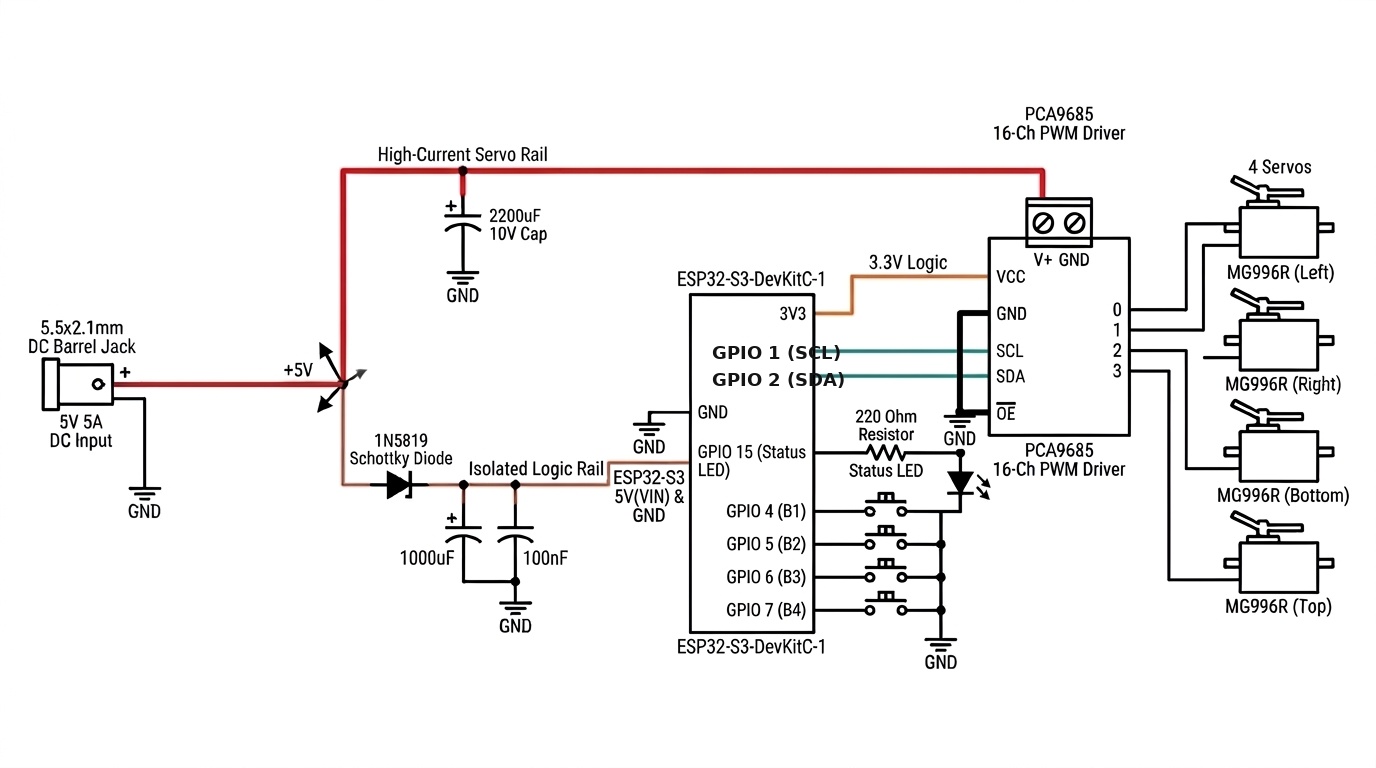 PCA9685
16-Ch PWM Driver
High-Current Servo Rail
4 Servos
+
2200uF
10V Cap
GND
V+ GND
MG996R (Left)
5.5x2.1mm
DC Barrel Jack
+
+5V
5V 5A
DC Input
GND
ESP32-S3-DevKitC-1
3.3V Logic
3V3
GPIO 1 (SCL)
GPIO 2 (SDA)
GND
GND
GPIO 15 (Status
LED)
GPIO 4 (B1)
GPIO 5 (B2)
GPIO 6 (B3)
GPIO 7 (B4)
ESP32-S3-DevKitC-1
1N5819
Schottky Diode
Isolated Logic Rail
ESP32-S3
5V(VIN) &
GND
+
1000uF
100nF
GND
220 Ohm
Resistor
Status LED
GND
GND
VCC
GND
SCL
SDA
OE
0
1
2
3
PCA9685
16-Ch PWM Driver
MG996R (Right)
MG996R (Bottom)
MG996R (Top)